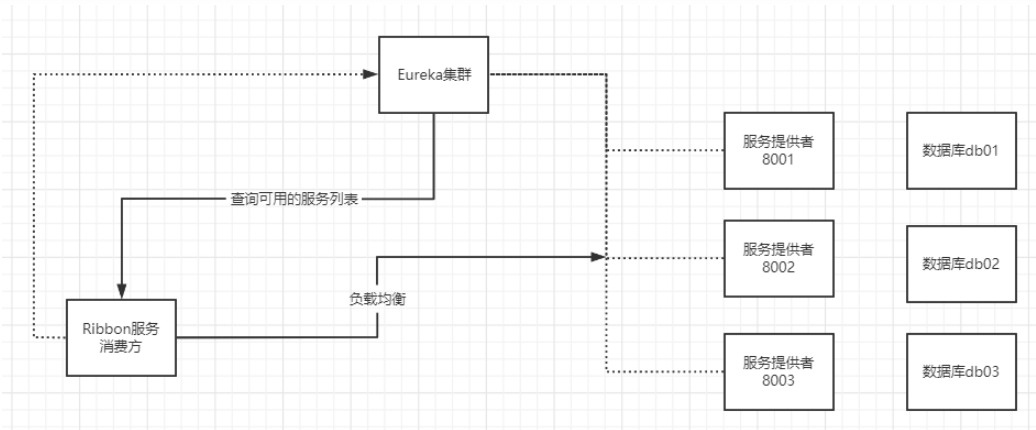 Eureka集群
服务提供者
8001
数据库db01
查询可用的服务列表
服务提供者
8002
数据库db02
负载均衡
Ribbon服务
消费方
服务提供者
8003
数据库db03